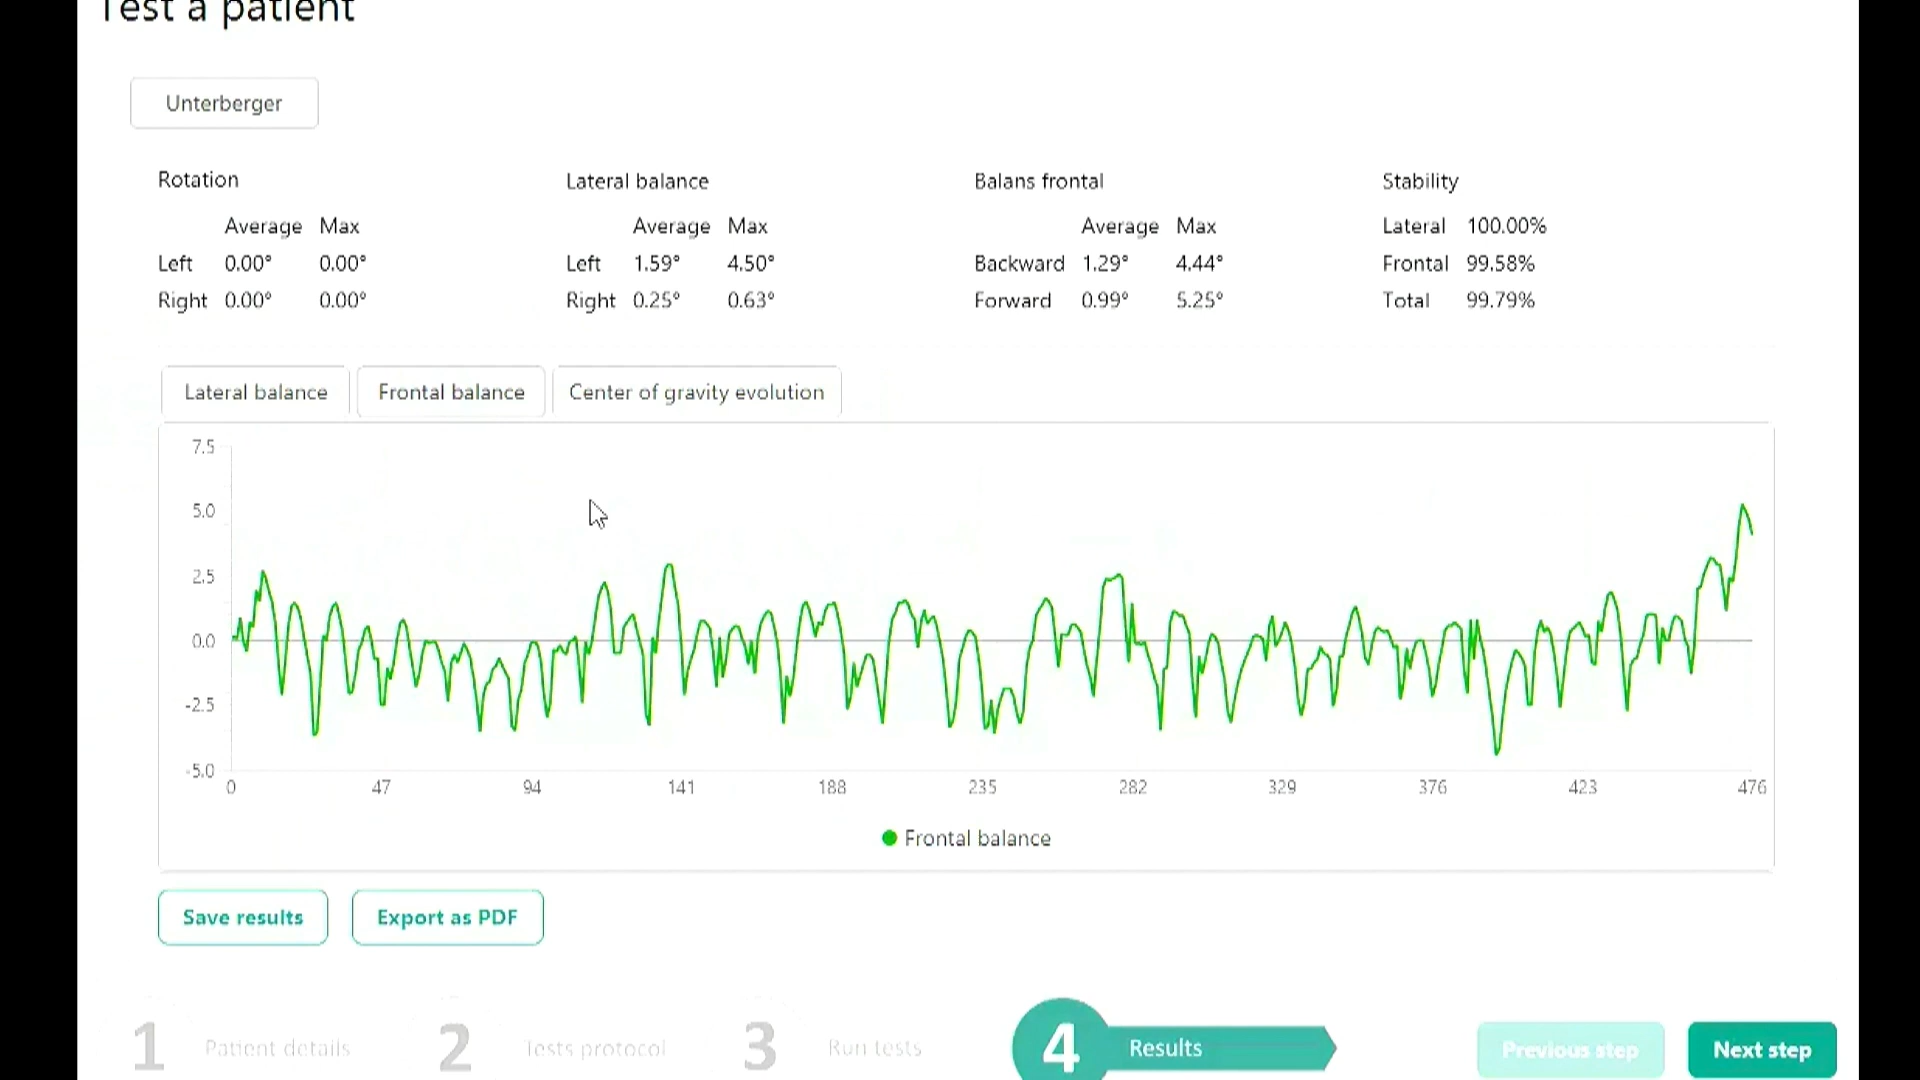 Test a patient
Unterberger
Rotation
Average Max
Left 0.00° 0.00°
Right 0.00° 0.00°
Lateral balance
Average Max
Left 1.59° 4.50°
Right 0.25° 0.63°
Balans frontal
Average Max
Backward 1.29° 4.44°
Forward 0.99° 5.25°
Stability
Lateral 100.00%
Frontal 99.58%
Total 99.79%
Lateral balance Frontal balance Center of gravity evolution
7.5
5.0
2.5
0.0
-2.5
-5.0
0 47 94 141 188 235 282 329 376 423 476
Frontal balance
Save results Export as PDF
1 Patient details 2 Tests protocol 3 Run tests 4 Results Previous step Next step